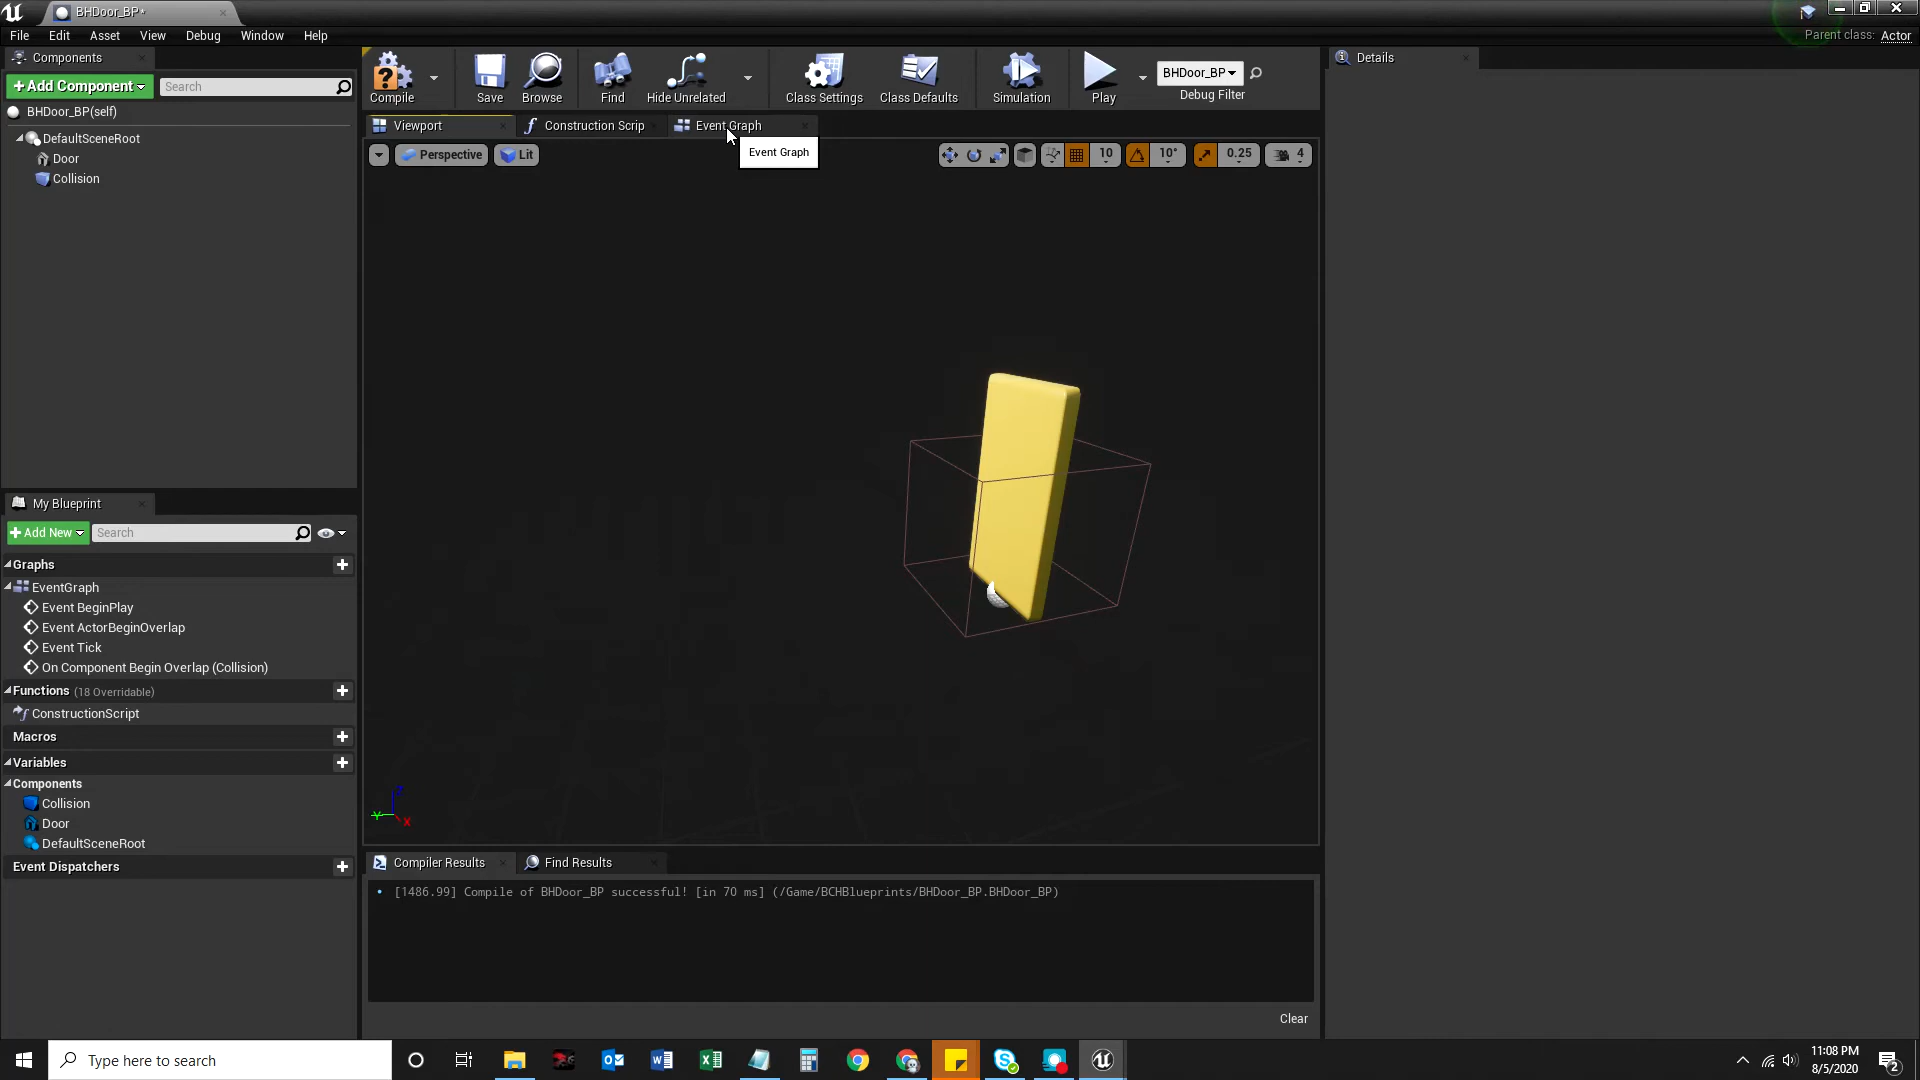 BHDoor_BP*
File Edit Asset View Debug Window Help
Parent class: Actor
Components
+ Add Component
Search
BHDoor_BP(self)
DefaultSceneRoot
Door
Collision
Compile
Save
Browse
Find
Hide Unrelated
Class Settings
Class Defaults
Simulation
Play
BHDoor_BP
Debug Filter
Details
Viewport
Construction Scrip
Event Graph
Event Graph
Perspective
Lit
10
10°
0.25
4
Z
Y
X
My Blueprint
+ Add New
Search
Graphs
EventGraph
Event BeginPlay
Event ActorBeginOverlap
Event Tick
On Component Begin Overlap (Collision)
Functions (18 Overridable)
ConstructionScript
Macros
Variables
Components
Collision
Door
DefaultSceneRoot
Event Dispatchers
Compiler Results
Find Results
[1486.99] Compile of BHDoor_BP successful! [in 70 ms] (/Game/BCHBlueprints/BHDoor_BP.BHDoor_BP)
Clear
Type here to search
11:08 PM
8/5/2020
2